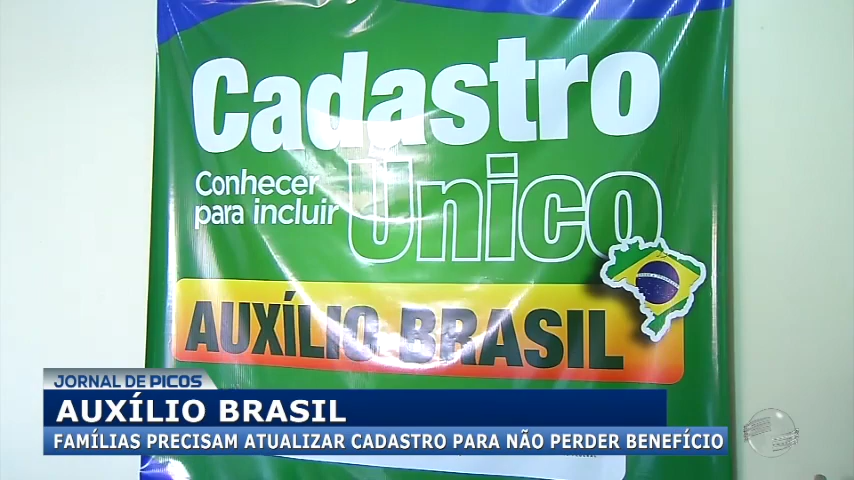 Cadastro
Conhecer
para incluir
Único
AUXÍLIO BRASIL
JORNAL DE PICOS
AUXÍLIO BRASIL
FAMÍLIAS PRECISAM ATUALIZAR CADASTRO PARA NÃO PERDER BENEFÍCIO